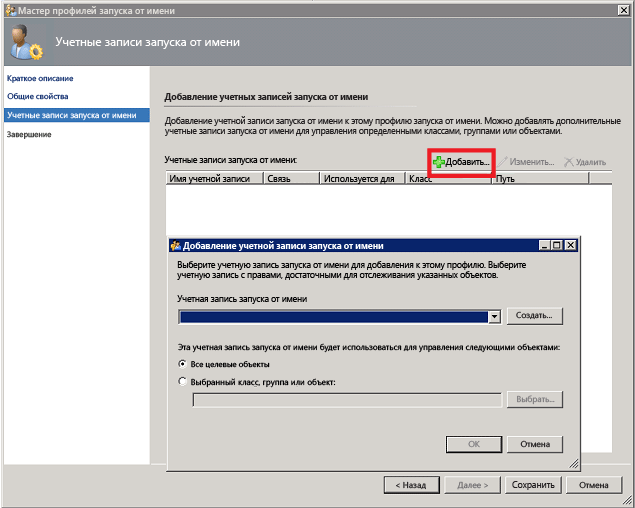 Мастер профилей запуска от имени
Учетные записи запуска от имени
Краткое описание
Общие свойства
Учетные записи запуска от имени
Завершение
Добавление учетных записей запуска от имени
Добавление учетной записи запуска от имени к этому профилю запуска от имени. Можно добавлять дополнительные
учетные записи запуска от имени для управления определенными классами, группами или объектами.
Учетные записи запуска от имени:
Добавить...
Изменить...
Удалить
Имя учетной записи
Связь
Используется для
Класс
Путь
Добавление учетной записи запуска от имени
Выберите учетную запись запуска от имени для добавления к этому профилю. Выберите
учетную запись с правами, достаточными для отслеживания указанных объектов.
Учетная запись запуска от имени
Создать...
Эта учетная запись запуска от имени будет использоваться для управления следующими объектами:
Все целевые объекты
Выбранный класс, группа или объект:
Выбрать...
ОК
Отмена
< Назад
Далее >
Сохранить
Отмена